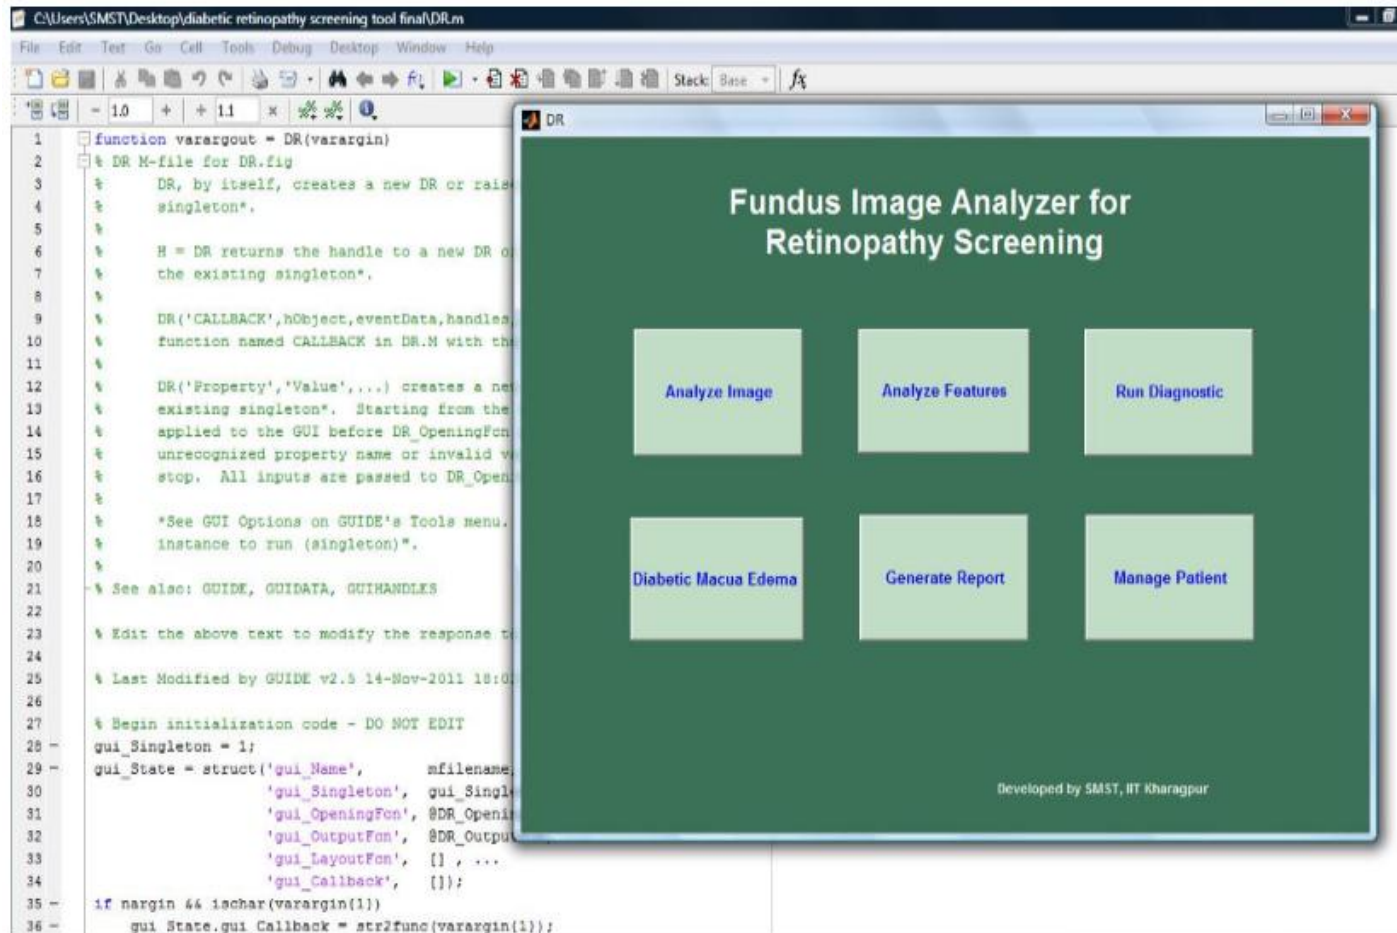 C:\Users\SMST\Desktop\diabetic retinopathy screening tool final\DR.m
File Edit Text Go Cell Tools Debug Desktop Window Help
Stack: Base fx
- 1.0 + + 1.1 ×
1 function varargout = DR(varargin)
2 % DR M-file for DR.fig
3 % DR, by itself, creates a new DR or raise
4 % singleton*.
5 %
6 % H = DR returns the handle to a new DR o
7 % the existing singleton*.
8 %
9 % DR('CALLBACK',hObject,eventData,handles,
10 % function named CALLBACK in DR.M with the
11 %
12 % DR('Property','Value',...) creates a new
13 % existing singleton*. Starting from the
14 % applied to the GUI before DR_OpeningFcn
15 % unrecognized property name or invalid v
16 % stop. All inputs are passed to DR_Open
17 %
18 % *See GUI Options on GUIDE's Tools menu.
19 % instance to run (singleton)".
20 %
21 % See also: GUIDE, GUIDATA, GUIHANDLES
22
23 % Edit the above text to modify the response t
24
25 % Last Modified by GUIDE v2.5 14-Nov-2011 18:0
26
27 % Begin initialization code - DO NOT EDIT
28 - gui_Singleton = 1;
29 - gui_State = struct('gui_Name', mfilename,
30 'gui_Singleton', gui_Singl
31 'gui_OpeningFcn', @DR_Openi
32 'gui_OutputFcn', @DR_Outpu
33 'gui_LayoutFcn', [] , ...
34 'gui_Callback', []);
35 - if nargin && ischar(varargin{1})
36 - gui_State.gui_Callback = str2func(varargin{1});
DR
Fundus Image Analyzer for
Retinopathy Screening
Analyze Image Analyze Features Run Diagnostic
Diabetic Macua Edema Generate Report Manage Patient
Developed by SMST, IIT Kharagpur